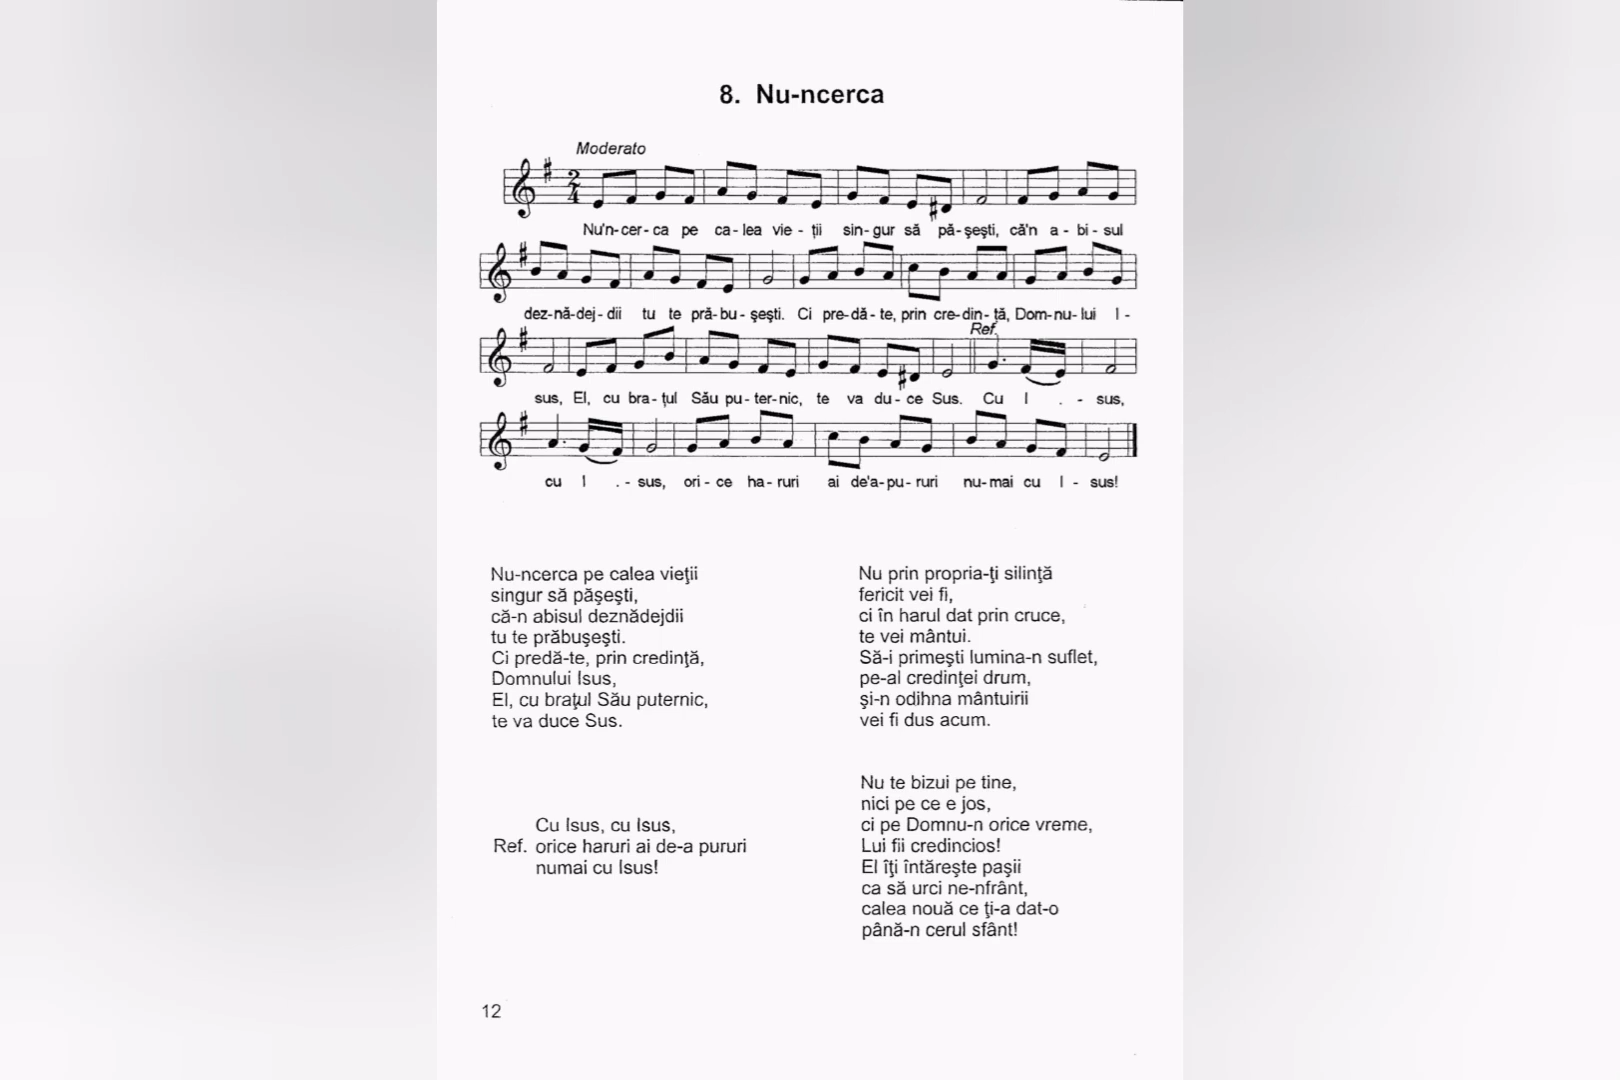 8. Nu-ncerca
Moderato
Nu'n-cer-ca pe ca-lea vie-ţii sin-gur să pă-şeşti, că'n a-bi-sul
dez-nă-dej-dii tu te pră-bu-şeşti. Ci pre-dă-te, prin cre-din-ţă, Dom-nu-lui I-
Ref.
sus, El, cu bra-ţul Său pu-ter-nic, te va du-ce Sus. Cu I . - sus,
cu I . - sus, ori-ce ha-ruri ai de'a-pu-ruri nu-mai cu I - sus!
Nu-ncerca pe calea vieţii
singur să păşeşti,
că-n abisul deznădejdii
tu te prăbuşeşti.
Ci predă-te, prin credinţă,
Domnului Isus,
El, cu braţul Său puternic,
te va duce Sus.
Cu Isus, cu Isus,
Ref. orice haruri ai de-a pururi
numai cu Isus!
Nu prin propria-ţi silinţă
fericit vei fi,
ci în harul dat prin cruce,
te vei mântui.
Să-i primeşti lumina-n suflet,
pe-al credinţei drum,
şi-n odihna mântuirii
vei fi dus acum.
Nu te bizui pe tine,
nici pe ce e jos,
ci pe Domnu-n orice vreme,
Lui fii credincios!
El îţi întăreşte paşii
ca să urci ne-nfrânt,
calea nouă ce ţi-a dat-o
până-n cerul sfânt!
12